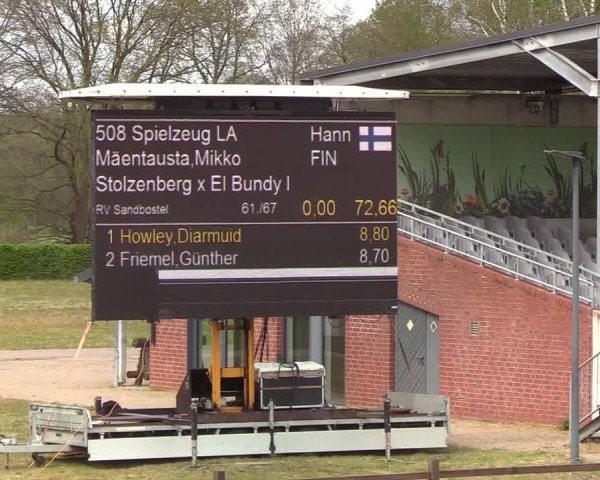 508 Spielzeug LA Hann
Mäentausta,Mikko FIN
Stolzenberg x El Bundy I
RV Sandbostel 61./67 0,00 72,66
1 Howley,Diarmuid 8,80
2 Friemel,Günther 8,70